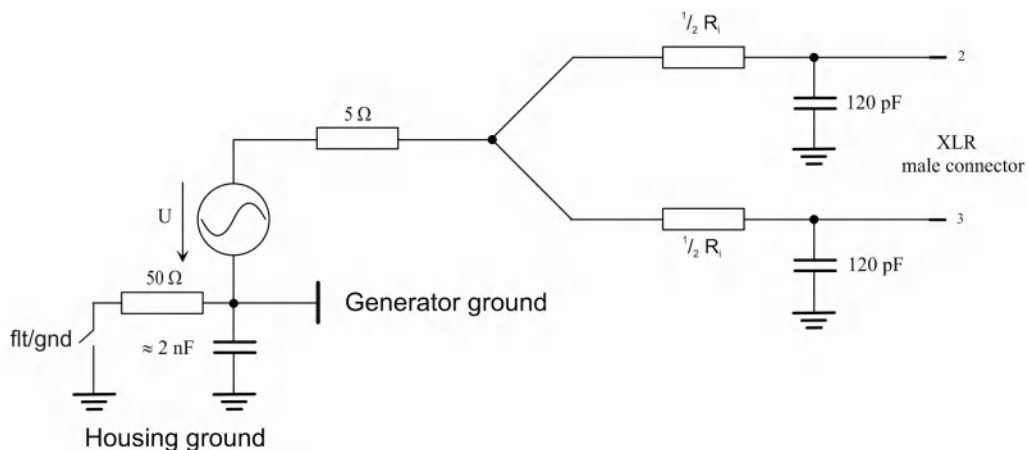 ¹/₂ Rᵢ
2
120 pF
5 Ω
XLR
male connector
U
3
¹/₂ Rᵢ
120 pF
50 Ω
Generator ground
flt/gnd
≈ 2 nF
Housing ground